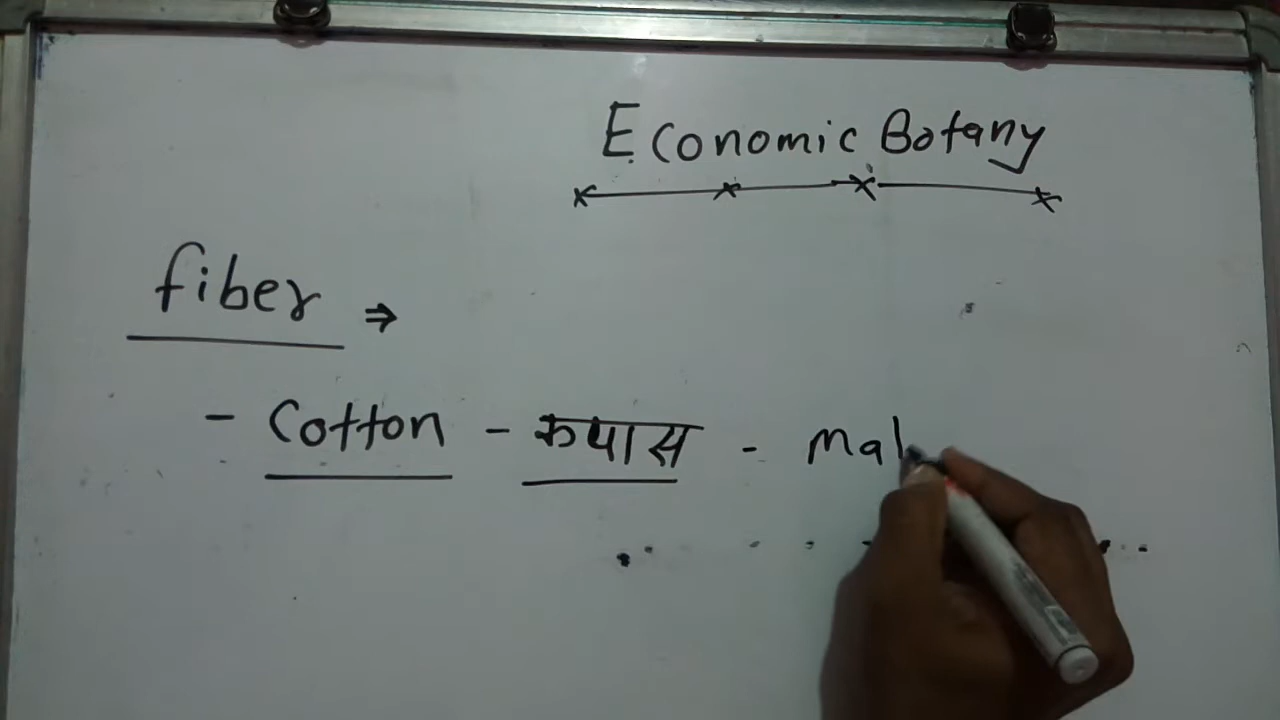 Economic Botany
fiber ⇒
- Cotton - कपास - Mal